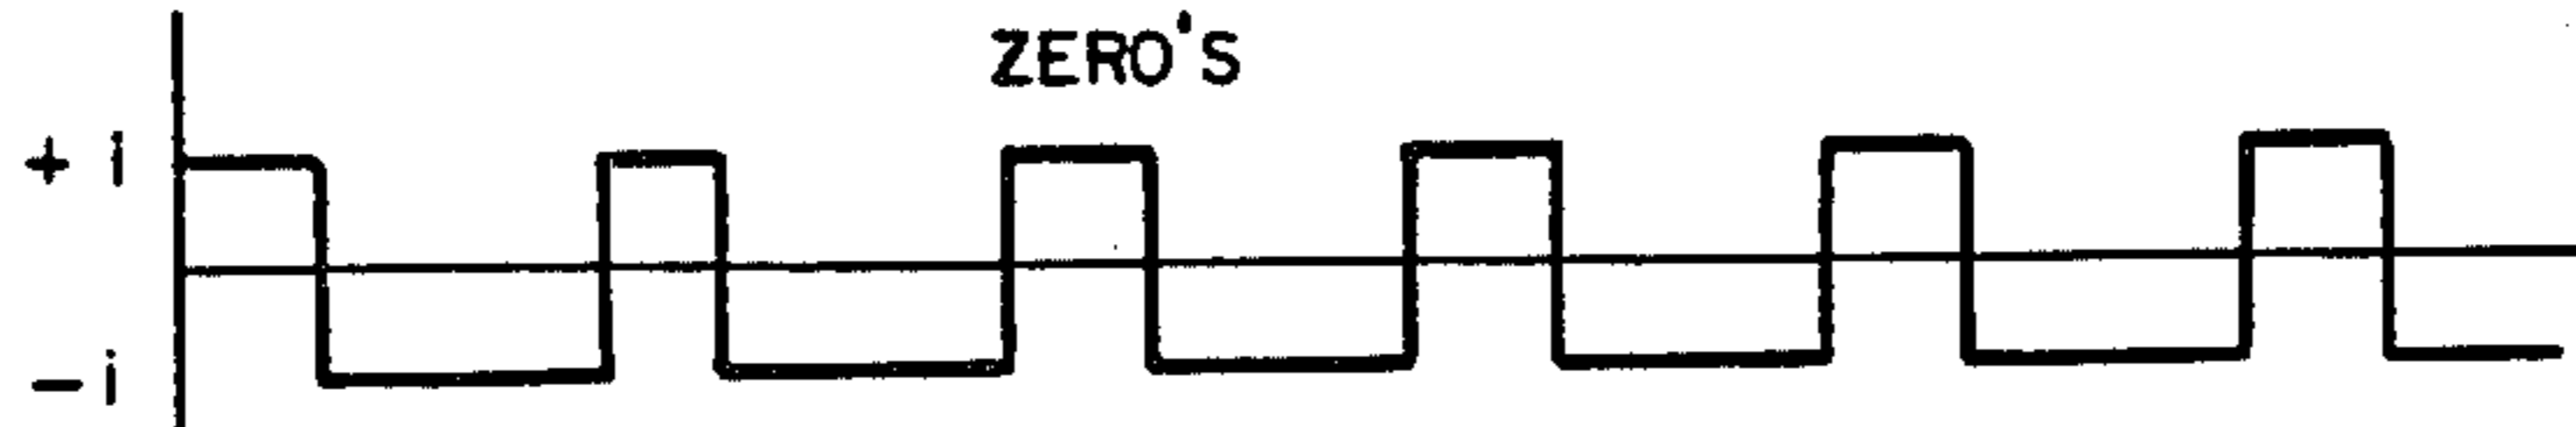 ZERO'S
+ i
- i